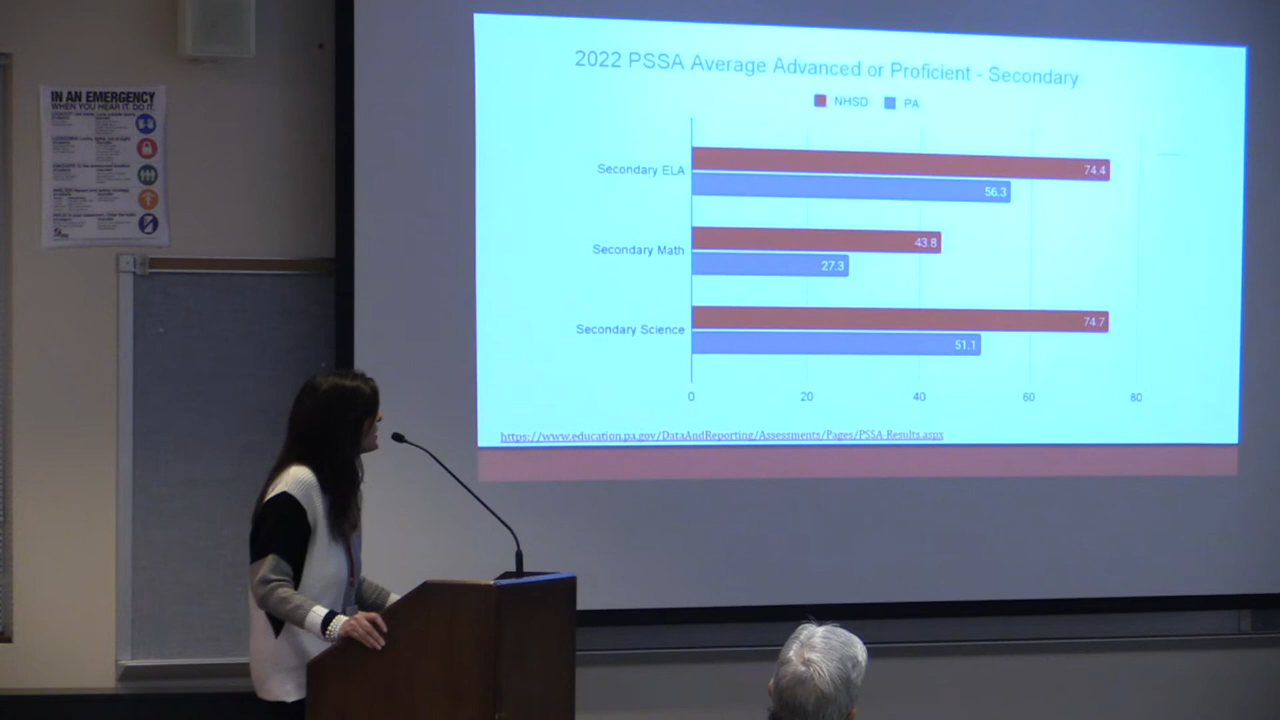 IN AN EMERGENCY
WHEN YOU HEAR IT. DO IT.
2022 PSSA Average Advanced or Proficient - Secondary
NHSD PA
Secondary ELA
74.4
56.3
Secondary Math
43.8
27.3
Secondary Science
74.7
51.1
0 20 40 60 80
https://www.education.pa.gov/DataAndReporting/Assessments/Pages/PSSA-Results.aspx